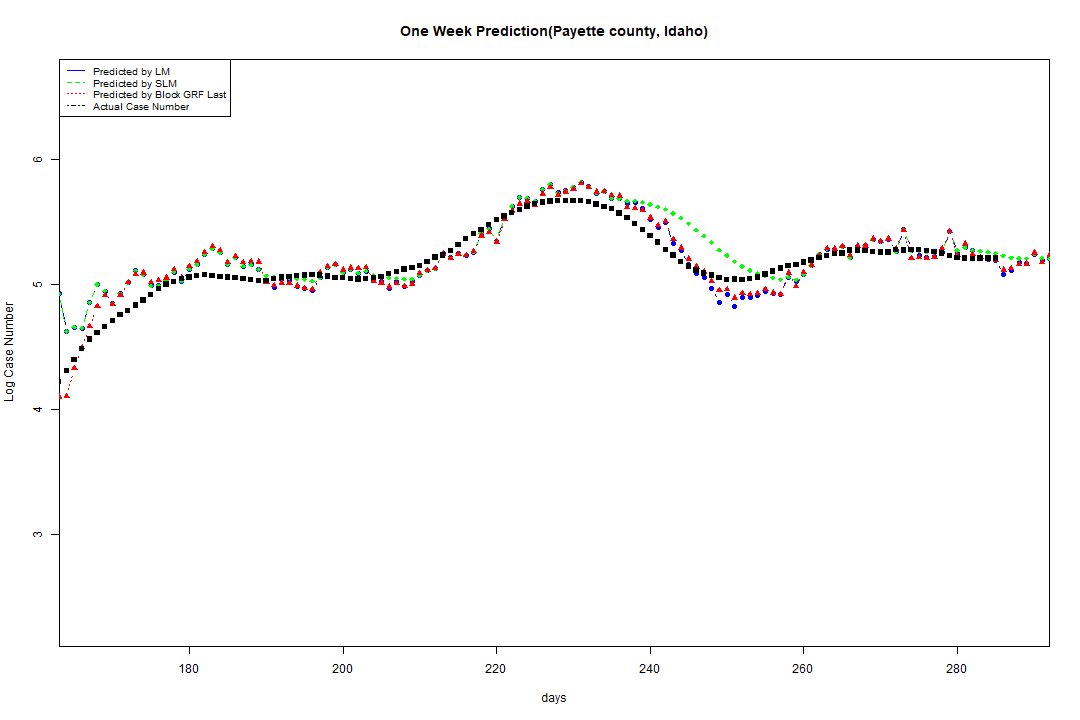 One Week Prediction(Payette county, Idaho)
Predicted by LM
Predicted by SLM
Predicted by Block GRF Last
Actual Case Number
6
5
4
3
Log Case Number
180 200 220 240 260 280
days